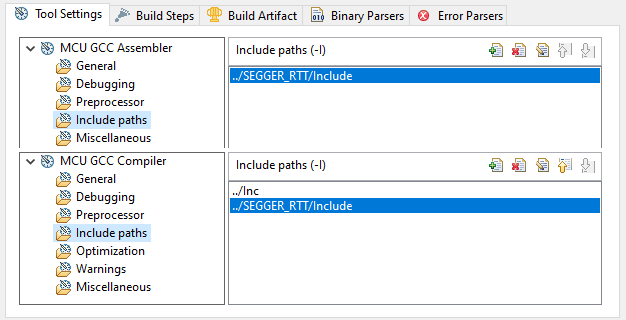 Tool Settings Build Steps Build Artifact Binary Parsers Error Parsers
MCU GCC Assembler
General
Debugging
Preprocessor
Include paths
Miscellaneous
Include paths (-I)
../SEGGER_RTT/Include
MCU GCC Compiler
General
Debugging
Preprocessor
Include paths
Optimization
Warnings
Miscellaneous
Include paths (-I)
../Inc
../SEGGER_RTT/Include